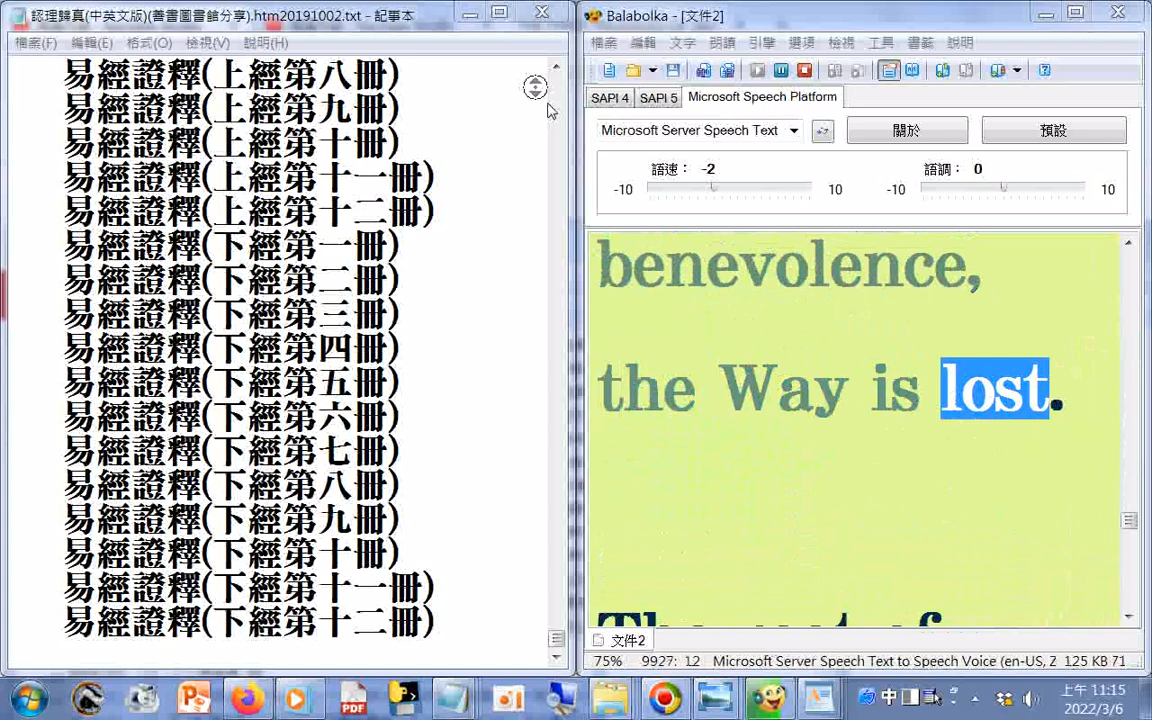 認理歸真(中英文版)(善書圖書館分享).htm20191002.txt - 記事本
檔案(F) 編輯(E) 格式(O) 檢視(V) 說明(H)
易經證釋(上經第八冊)
易經證釋(上經第九冊)
易經證釋(上經第十冊)
易經證釋(上經第十一冊)
易經證釋(上經第十二冊)
易經證釋(下經第一冊)
易經證釋(下經第二冊)
易經證釋(下經第三冊)
易經證釋(下經第四冊)
易經證釋(下經第五冊)
易經證釋(下經第六冊)
易經證釋(下經第七冊)
易經證釋(下經第八冊)
易經證釋(下經第九冊)
易經證釋(下經第十冊)
易經證釋(下經第十一冊)
易經證釋(下經第十二冊)
Balabolka - [文件2]
檔案 編輯 文字 朗讀 引擎 選項 檢視 工具 書籤 說明
SAPI 4 SAPI 5 Microsoft Speech Platform
Microsoft Server Speech Text 關於 預設
語速： -2 語調： 0
-10 10 -10 10
benevolence,
the Way is lost.
文件2
75% 9927: 12 Microsoft Server Speech Text to Speech Voice (en-US, Z 125 KB 71
PDF 中 上午 11:15
2022/3/6